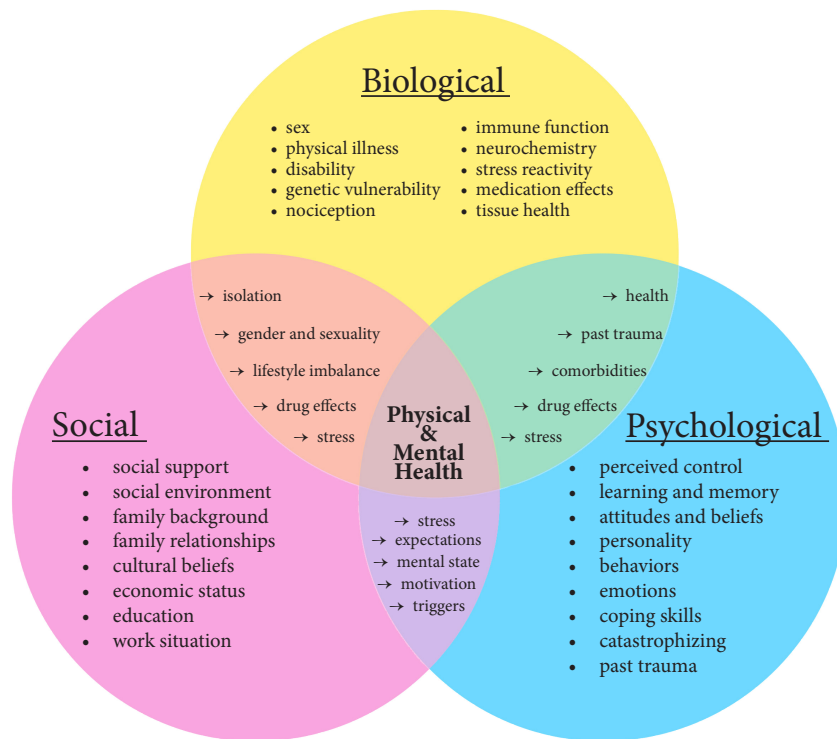 Biological
• sex
• physical illness
• disability
• genetic vulnerability
• nociception
• immune function
• neurochemistry
• stress reactivity
• medication effects
• tissue health
→ isolation
→ gender and sexuality
→ lifestyle imbalance
→ drug effects
→ stress
→ health
→ past trauma
→ comorbidities
→ drug effects
→ stress
Physical
&
Mental
Health
Social
• social support
• social environment
• family background
• family relationships
• cultural beliefs
• economic status
• education
• work situation
→ stress
→ expectations
→ mental state
→ motivation
→ triggers
Psychological
• perceived control
• learning and memory
• attitudes and beliefs
• personality
• behaviors
• emotions
• coping skills
• catastrophizing
• past trauma